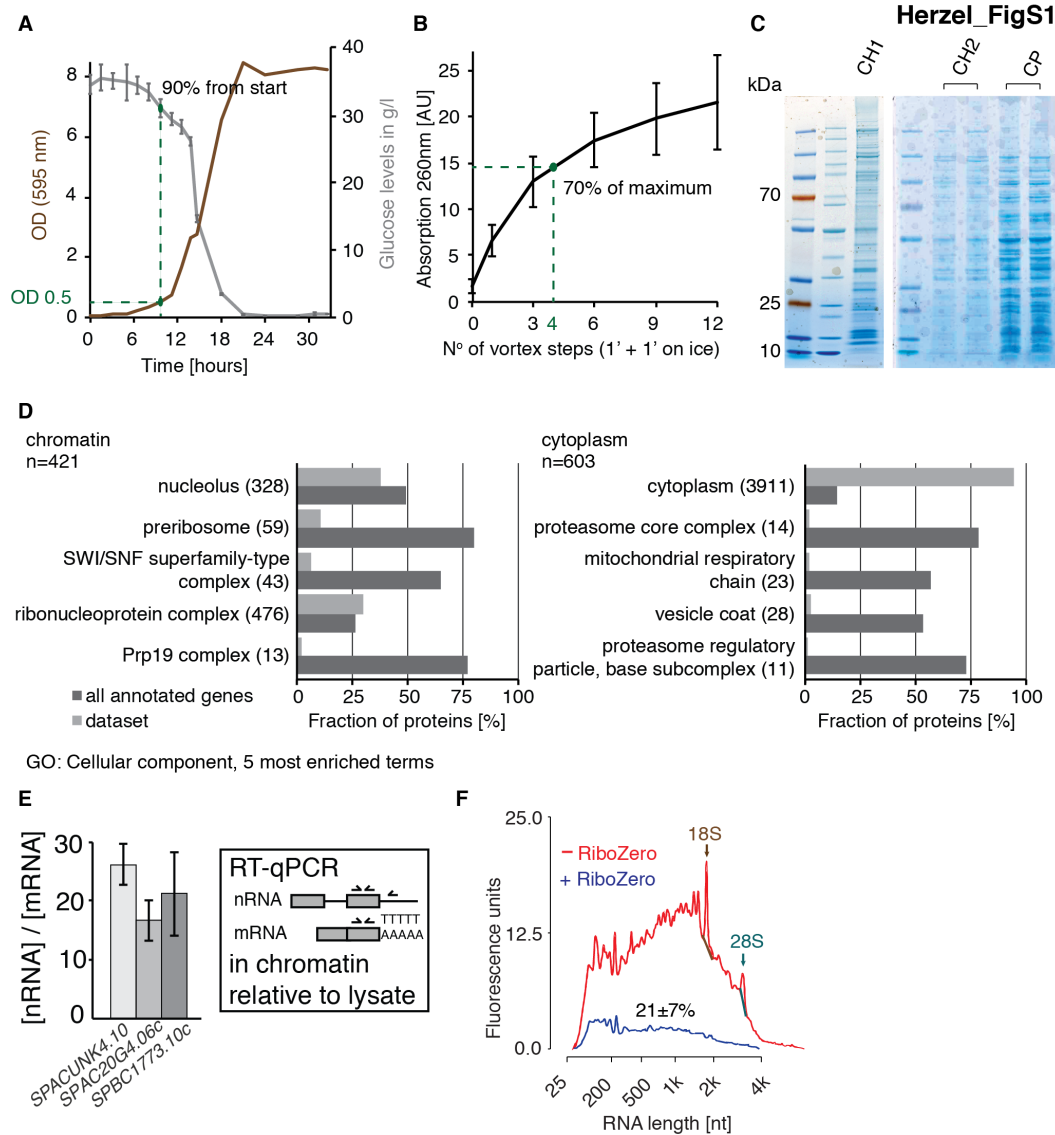 Herzel_FigS1
A
40
8
90% from start
30
6
20
4
10
2
OD 0.5
0
0
0 6 12 18 24 30
Time [hours]
OD (595 nm)
Glucose levels in g/l
B
25
20
15
70% of maximum
10
5
0
0 3 4 6 9 12
Nº of vortex steps (1’ + 1’ on ice)
Absorption 260nm [AU]
C
CH1
CH2
CP
kDa
70
25
10
D
chromatin
n=421
nucleolus (328)
preribosome (59)
SWI/SNF superfamily-type
complex (43)
ribonucleoprotein complex (476)
Prp19 complex (13)
0 25 50 75 100
Fraction of proteins [%]
all annotated genes
dataset
cytoplasm
n=603
cytoplasm (3911)
proteasome core complex (14)
mitochondrial respiratory
chain (23)
vesicle coat (28)
proteasome regulatory
particle, base subcomplex (11)
0 25 50 75 100
Fraction of proteins [%]
GO: Cellular component, 5 most enriched terms
E
[nRNA] / [mRNA]
30
20
10
0
SPACUNK4.10
SPAC20G4.06c
SPBC1773.10c
RT-qPCR
nRNA
TTTTT
mRNA
AAAAA
in chromatin
relative to lysate
F
25.0
18S
– RiboZero
+ RiboZero
12.5
28S
21±7%
0.0
Fluorescence units
25 200 500 1k 2k 4k
RNA length [nt]